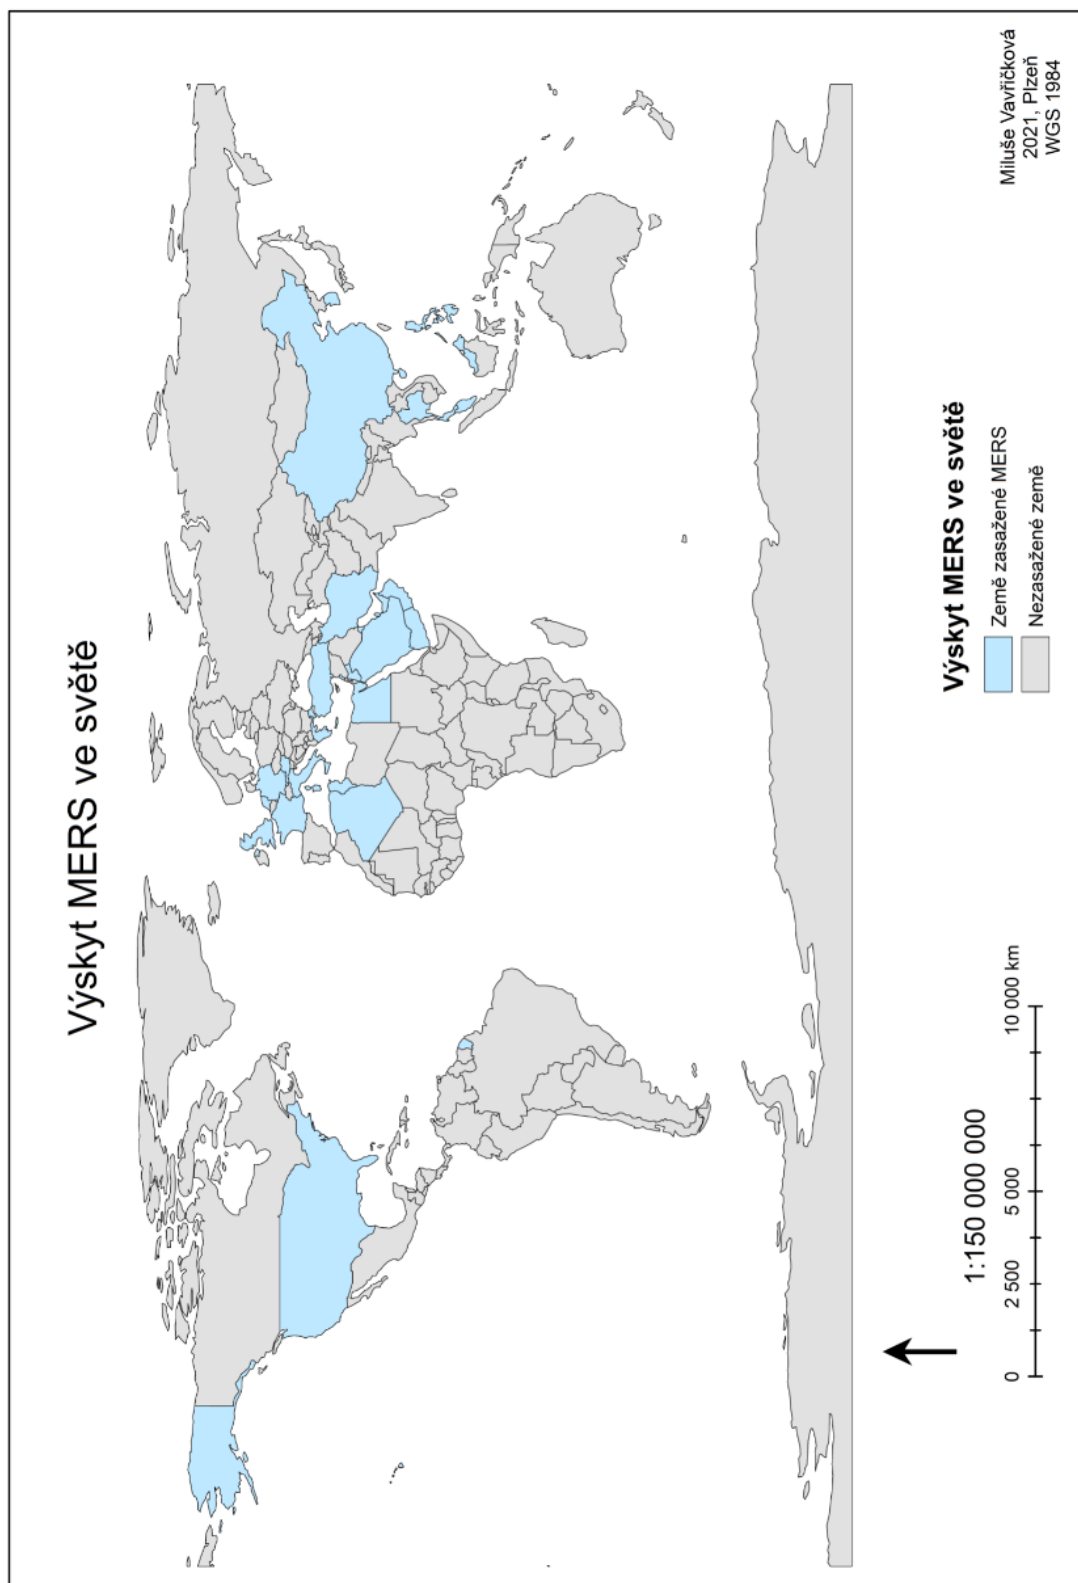 Výskyt MERS ve světě
Výskyt MERS ve světě
Země zasažené MERS
Nezasažené země
1:150 000 000
0 2 500 5 000 10 000 km
Miluše Vavřičková
2021, Plzeň
WGS 1984